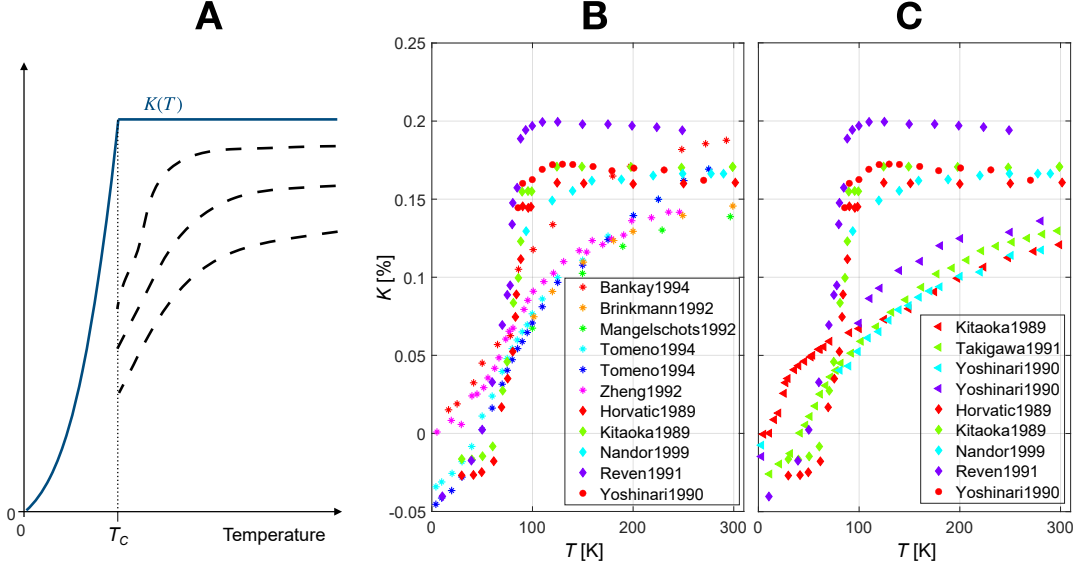 A
K(T)
0
0
T_C
Temperature
B
0.25
0.2
0.15
0.1
0.05
0
-0.05
K [%]
0
100
200
300
T [K]
Bankay1994
Brinkmann1992
Mangelschots1992
Tomeno1994
Tomeno1994
Zheng1992
Horvatic1989
Kitaoka1989
Nandor1999
Reven1991
Yoshinari1990
C
0
100
200
300
T [K]
Kitaoka1989
Takigawa1991
Yoshinari1990
Yoshinari1990
Horvatic1989
Kitaoka1989
Nandor1999
Reven1991
Yoshinari1990